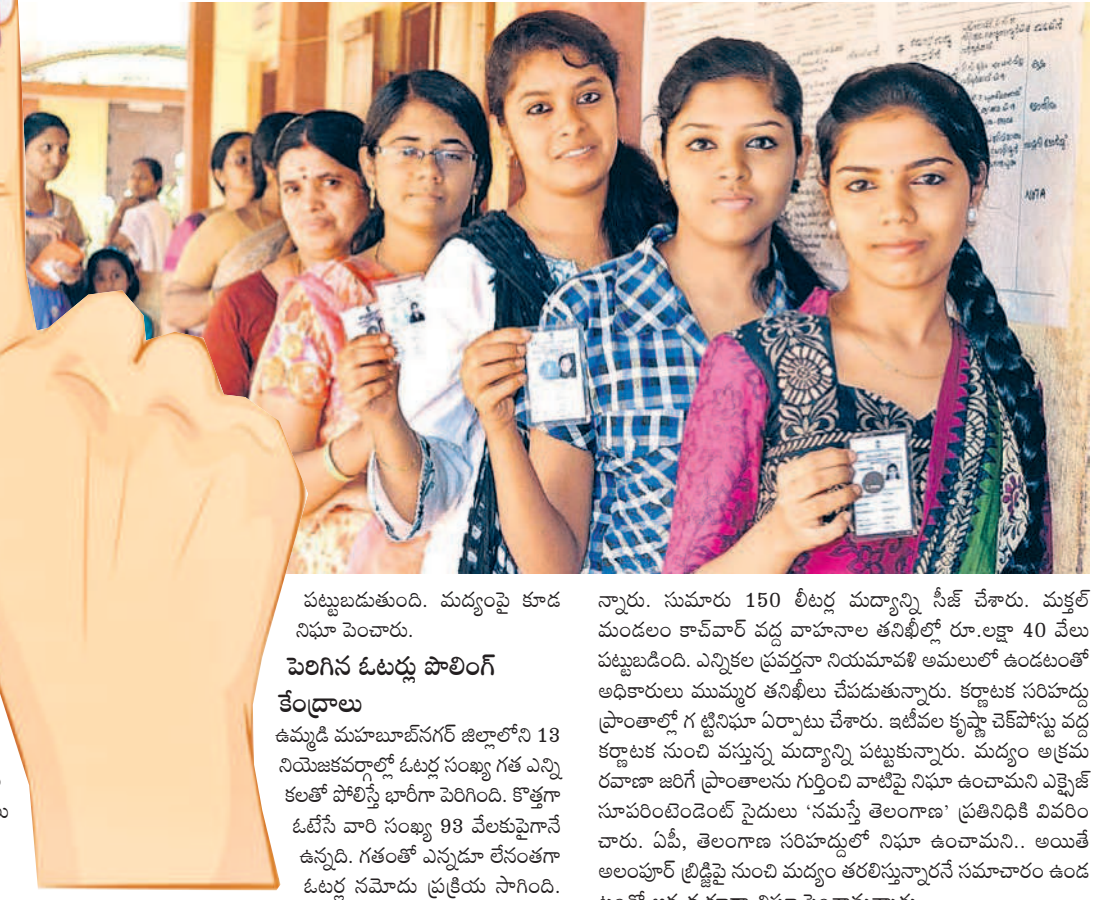 NOTA
పట్టుబడుతుంది. మద్యంపై కూడ
నిఘా పెంచారు.
పెరిగిన ఓటర్లు పొలింగ్
కేంద్రాలు
ఉమ్మడి మహబూబ్‌నగర్ జిల్లాలోని 13
నియెజకవర్గాల్లో ఓటర్ల సంఖ్య గత ఎన్ని
కలతో పోలిస్తే భారీగా పెరిగింది. కొత్తగా
ఓటేసే వారి సంఖ్య 93 వేలకుపైగానే
ఉన్నది. గతంతో ఎన్నడూ లేనంతగా
ఓటర్ల నమోదు ప్రక్రియ సాగింది.
న్నారు. సుమారు 150 లీటర్ల మద్యాన్ని సీజ్ చేశారు. మక్తల్
మండలం కాచ్‌వార్ వద్ద వాహనాల తనిఖీల్లో రూ.లక్షా 40 వేలు
పట్టుబడింది. ఎన్నికల ప్రవర్తనా నియమావళి అమలులో ఉండటంతో
అధికారులు ముమ్మర తనిఖీలు చేపడుతున్నారు. కర్ణాటక సరిహద్దు
ప్రాంతాల్లో గ ట్టినిఘా ఏర్పాటు చేశారు. ఇటీవల కృష్ణా చెక్‌పోస్టు వద్ద
కర్ణాటక నుంచి వస్తున్న మద్యాన్ని పట్టుకున్నారు. మద్యం అక్రమ
రవాణా జరిగే ప్రాంతాలను గుర్తించి వాటిపై నిఘా ఉంచామని ఎక్సైజ్
సూపరింటెండెంట్ సైదులు ‘నమస్తే తెలంగాణ’ ప్రతినిధికి వివరిం
చారు. ఏపీ, తెలంగాణ సరిహద్దులో నిఘా ఉంచామని.. అయితే
అలంపూర్ బ్రిడ్జిపై నుంచి మద్యం తరలిస్తున్నారనే సమాచారం ఉండ